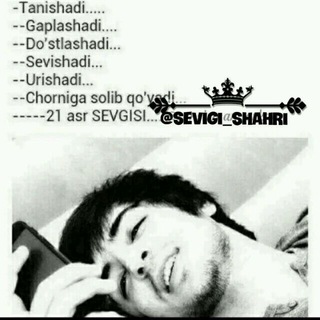 -Tanishadi.....
--Gaplashadi....
--Do'stlashadi...
--Sevishadi...
--Urishadi...
--Chorniga solib qo'yadi...
-----21 asr SEVGISI...
@SEVIGI@SHAHRI